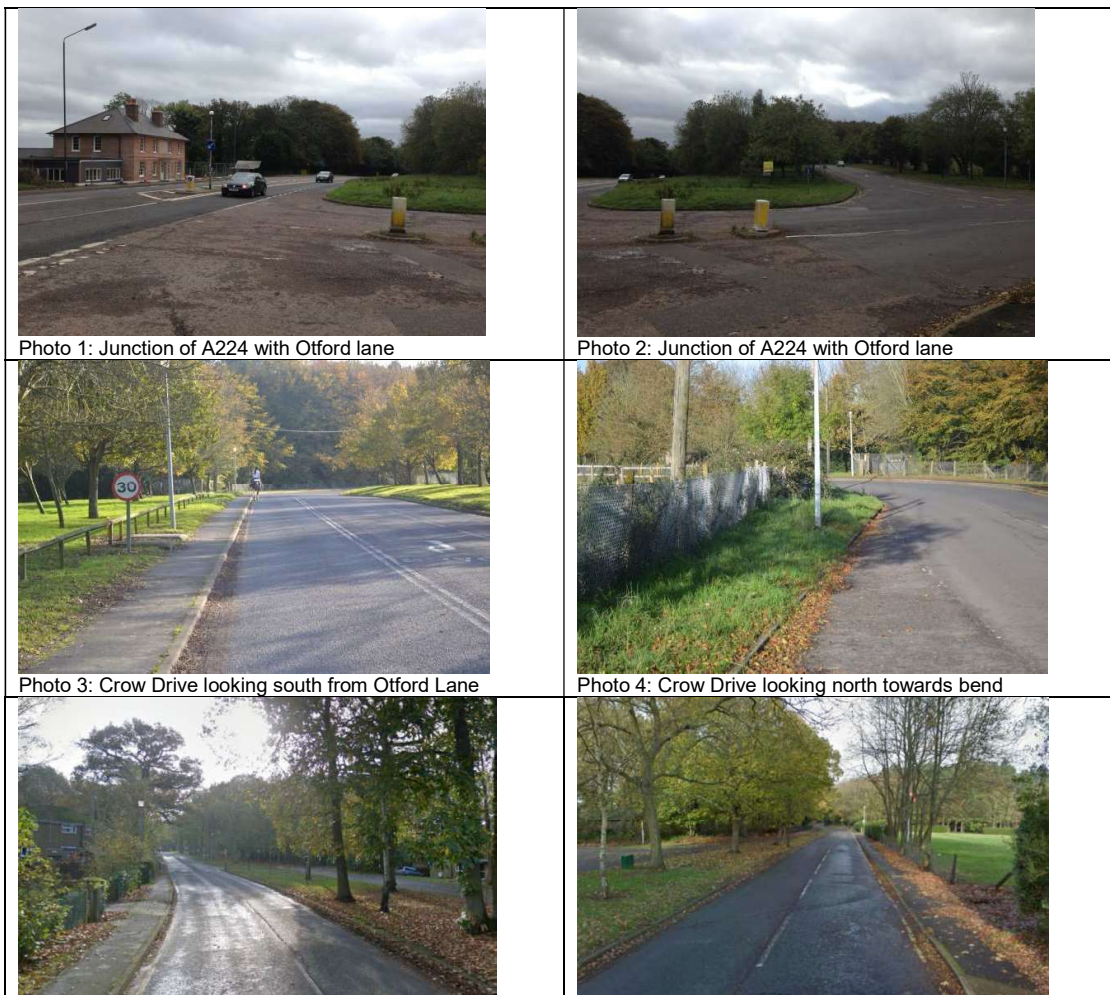 Photo 1: Junction of A224 with Otford lane
Photo 2: Junction of A224 with Otford lane
30
Photo 3: Crow Drive looking south from Otford Lane
Photo 4: Crow Drive looking north towards bend